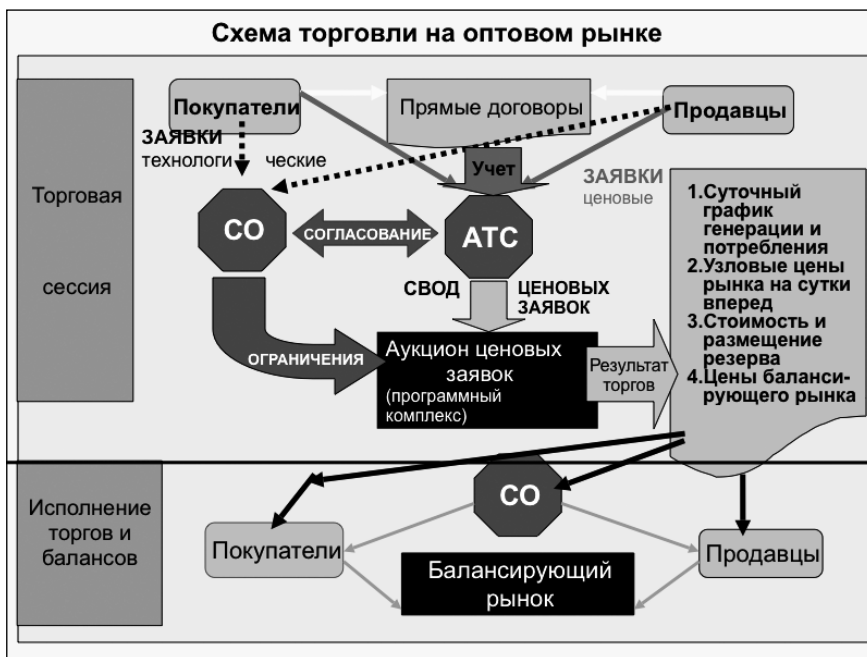 Схема торговли на оптовом рынке
Покупатели
Прямые договоры
Продавцы
ЗАЯВКИ
технологи ческие
Учет
ЗАЯВКИ
ценовые
Торговая
сессия
СО
СОГЛАСОВАНИЕ
АТС
СВОД
ЦЕНОВЫХ
ЗАЯВОК
ОГРАНИЧЕНИЯ
Аукцион ценовых
заявок
(программный
комплекс)
Результат
торгов
1.Суточный
график
генерации и
потребления
2.Узловые цены
рынка на сутки
вперед
3.Стоимость и
размещение
резерва
4.Цены баланси-
рующего рынка
Исполнение
торгов и
балансов
СО
Покупатели
Продавцы
Балансирующий
рынок